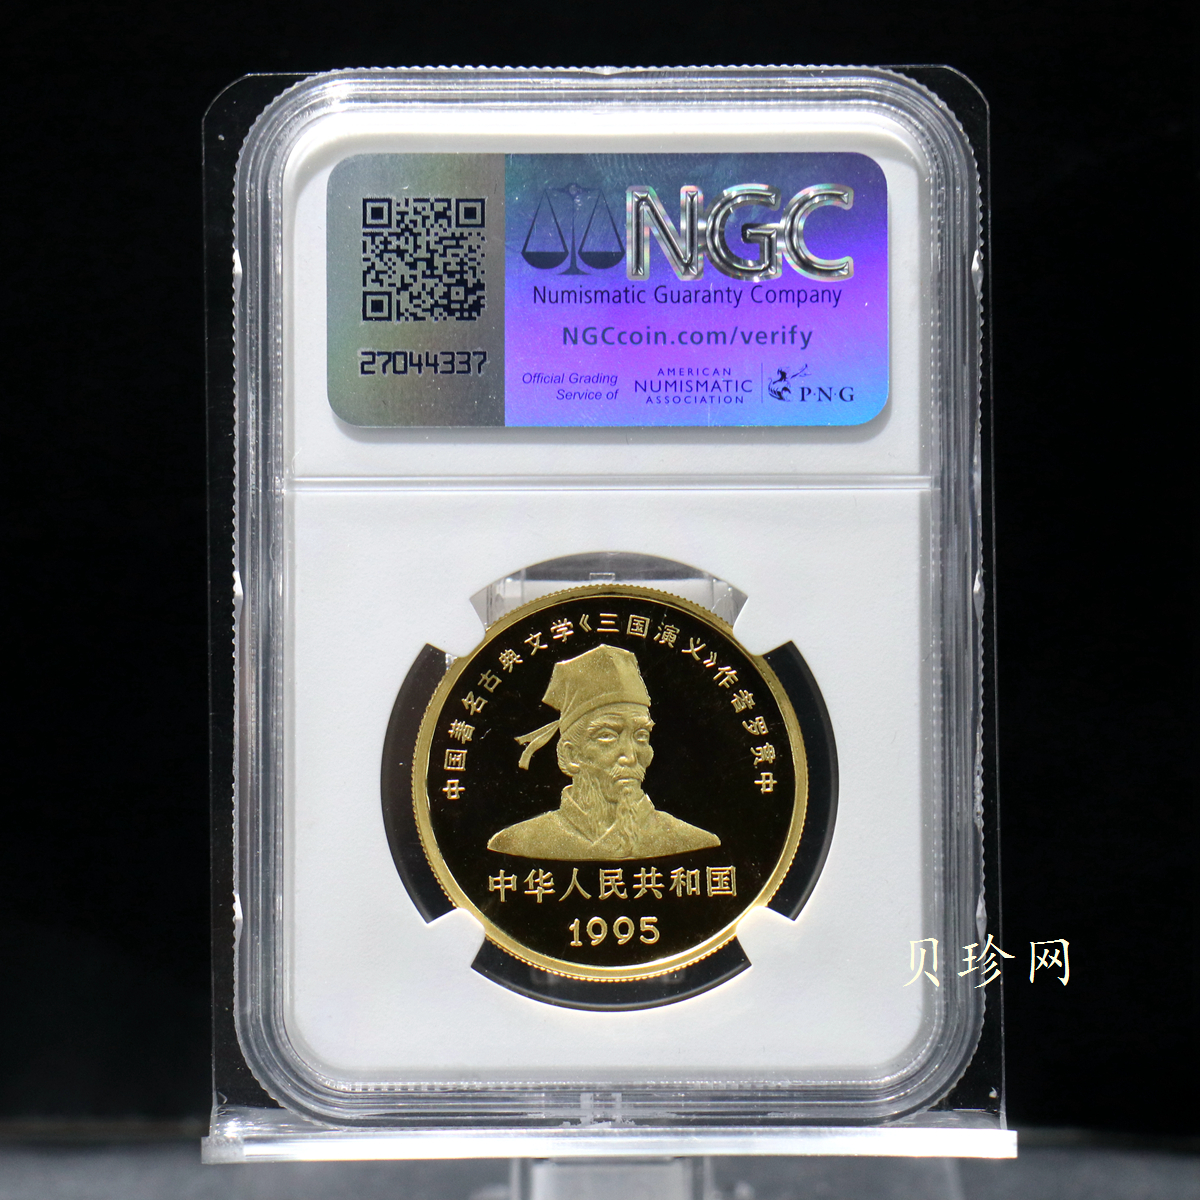 NGC
Numismatic Guaranty Company
NGCcoin.com/verify
27044337
Official Grading
Service of
AMERICAN
NUMISMATIC
ASSOCIATION
P·N·G
中国著名古典文学《三国演义》作者罗贯中
中华人民共和国
1995
贝珍网